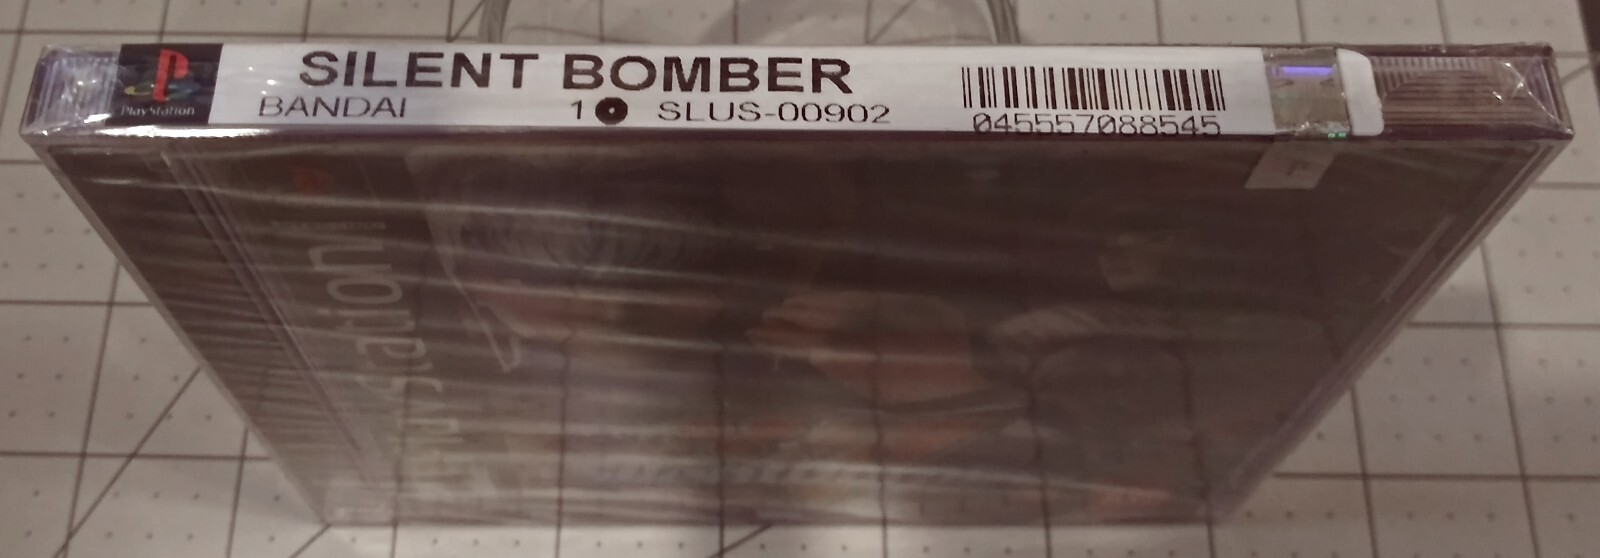 SILENT BOMBER
PlayStation
BANDAI 1 SLUS-00902
045557088545